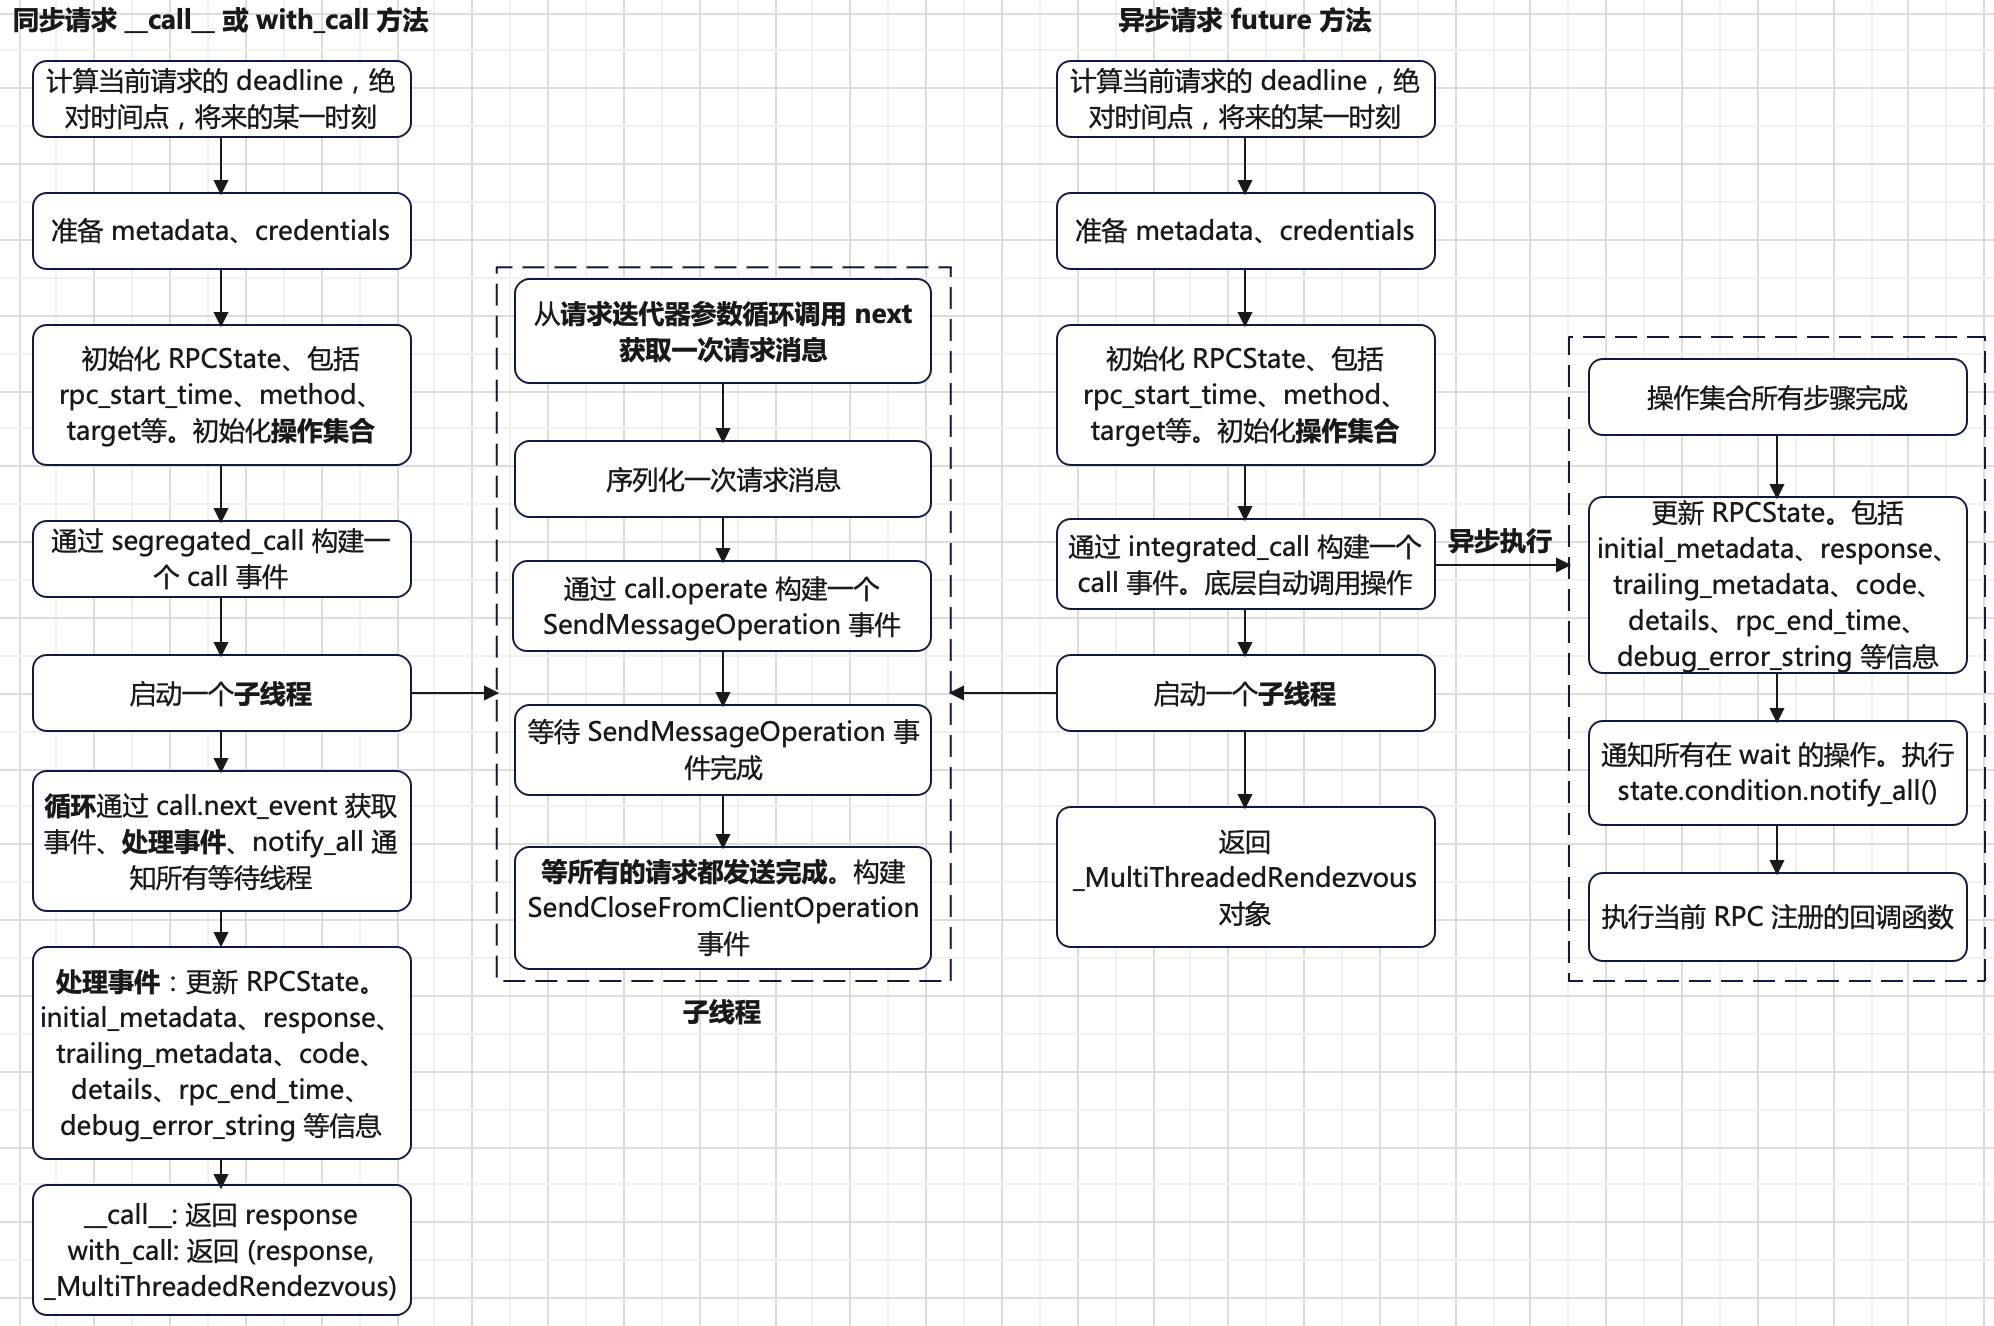 同步请求 __call__ 或 with_call 方法
计算当前请求的 deadline，绝
对时间点，将来的某一时刻
准备 metadata、credentials
初始化 RPCState、包括
rpc_start_time、method、
target等。初始化操作集合
通过 segregated_call 构建一
个 call 事件
启动一个子线程
循环通过 call.next_event 获取
事件、处理事件、notify_all 通
知所有等待线程
处理事件：更新 RPCState。
initial_metadata、response、
trailing_metadata、code、
details、rpc_end_time、
debug_error_string 等信息
__call__: 返回 response
with_call: 返回 (response,
_MultiThreadedRendezvous)
从请求迭代器参数循环调用 next
获取一次请求消息
序列化一次请求消息
通过 call.operate 构建一个
SendMessageOperation 事件
等待 SendMessageOperation 事
件完成
等所有的请求都发送完成。构建
SendCloseFromClientOperation
事件
子线程
异步请求 future 方法
计算当前请求的 deadline，绝
对时间点，将来的某一时刻
准备 metadata、credentials
初始化 RPCState、包括
rpc_start_time、method、
target等。初始化操作集合
通过 integrated_call 构建一个
call 事件。底层自动调用操作
启动一个子线程
返回
_MultiThreadedRendezvous
对象
异步执行
操作集合所有步骤完成
更新 RPCState。包括
initial_metadata、response、
trailing_metadata、code、
details、rpc_end_time、
debug_error_string 等信息
通知所有在 wait 的操作。执行
state.condition.notify_all()
执行当前 RPC 注册的回调函数